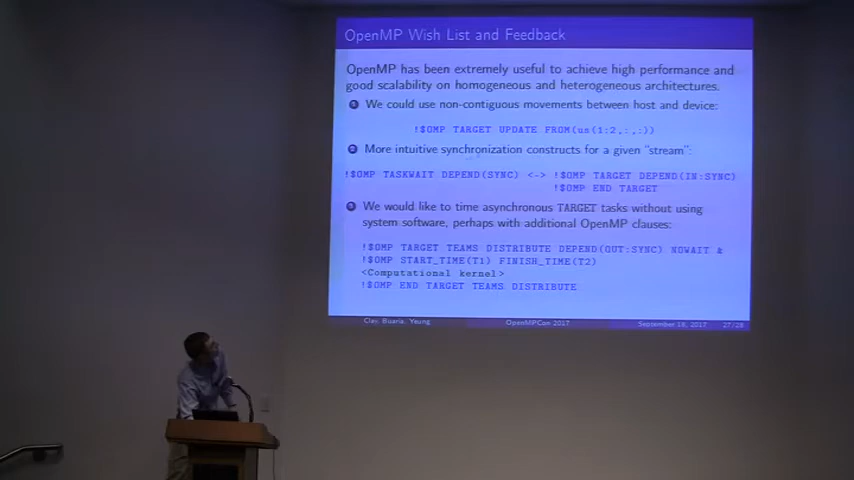 OpenMP Wish List and Feedback
OpenMP has been extremely useful to achieve high performance and
good scalability on homogeneous and heterogeneous architectures.
1 We could use non-contiguous movements between host and device:
!$OMP TARGET UPDATE FROM(un(1:2,:,:))
2 More intuitive synchronization constructs for a given "stream":
!$OMP TASKWAIT DEPEND(SYNC) <-> !$OMP TARGET DEPEND(IN:SYNC)
!$OMP END TARGET
3 We would like to time asynchronous TARGET tasks without using
system software, perhaps with additional OpenMP clauses:
!$OMP TARGET TEAMS DISTRIBUTE DEPEND(OUT:SYNC) NOWAIT &
!$OMP START_TIME(T1) FINISH_TIME(T2)
<Computational kernel>
!$OMP END TARGET TEAMS DISTRIBUTE
Clay, Buaria, Yeung OpenMPCon 2017 September 18, 2017 27/28